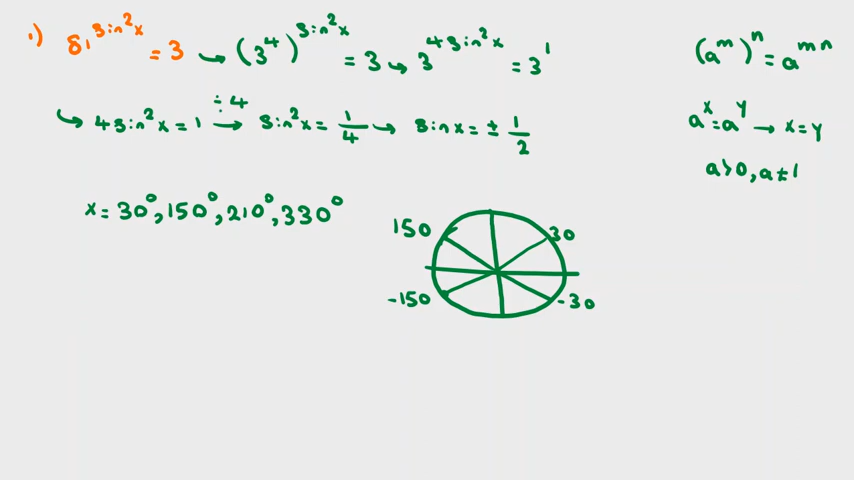 1) 81^sin²x = 3 ↪ (3⁴)^sin²x = 3 ↪ 3^4sin²x = 3¹
(a^m)^n = a^mn
↪ 4sin²x = 1 ÷4→ sin²x = 1/4 ↪ sinx = ± 1/2
a^x = a^y → x = y
a>0, a≠1
x = 30°, 150°, 210°, 330°
150 30
-150 -30